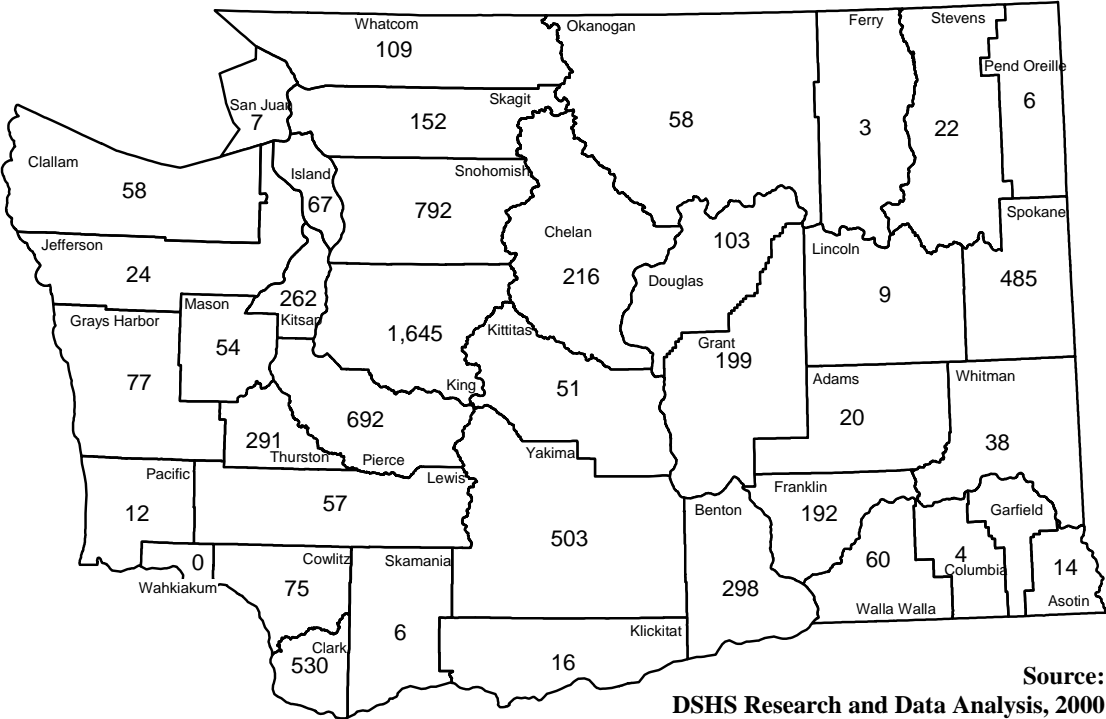 Whatcom
109
Okanogan
58
Ferry
3
Stevens
22
Pend Oreille
6
San Juan
7
Skagit
152
Clallam
58
Island
67
Snohomish
792
Chelan
216
Douglas
103
Lincoln
9
Spokane
485
Jefferson
24
Kitsap
262
Mason
54
Grays Harbor
77
King
1,645
Kittitas
51
Grant
199
Adams
20
Whitman
38
Pierce
692
Thurston
291
Pacific
12
Lewis
57
Yakima
503
Benton
298
Franklin
192
Walla Walla
60
Columbia
4
Garfield
Asotin
14
Wahkiakum
0
Cowlitz
75
Skamania
6
Clark
530
Klickitat
16
Source:
DSHS Research and Data Analysis, 2000